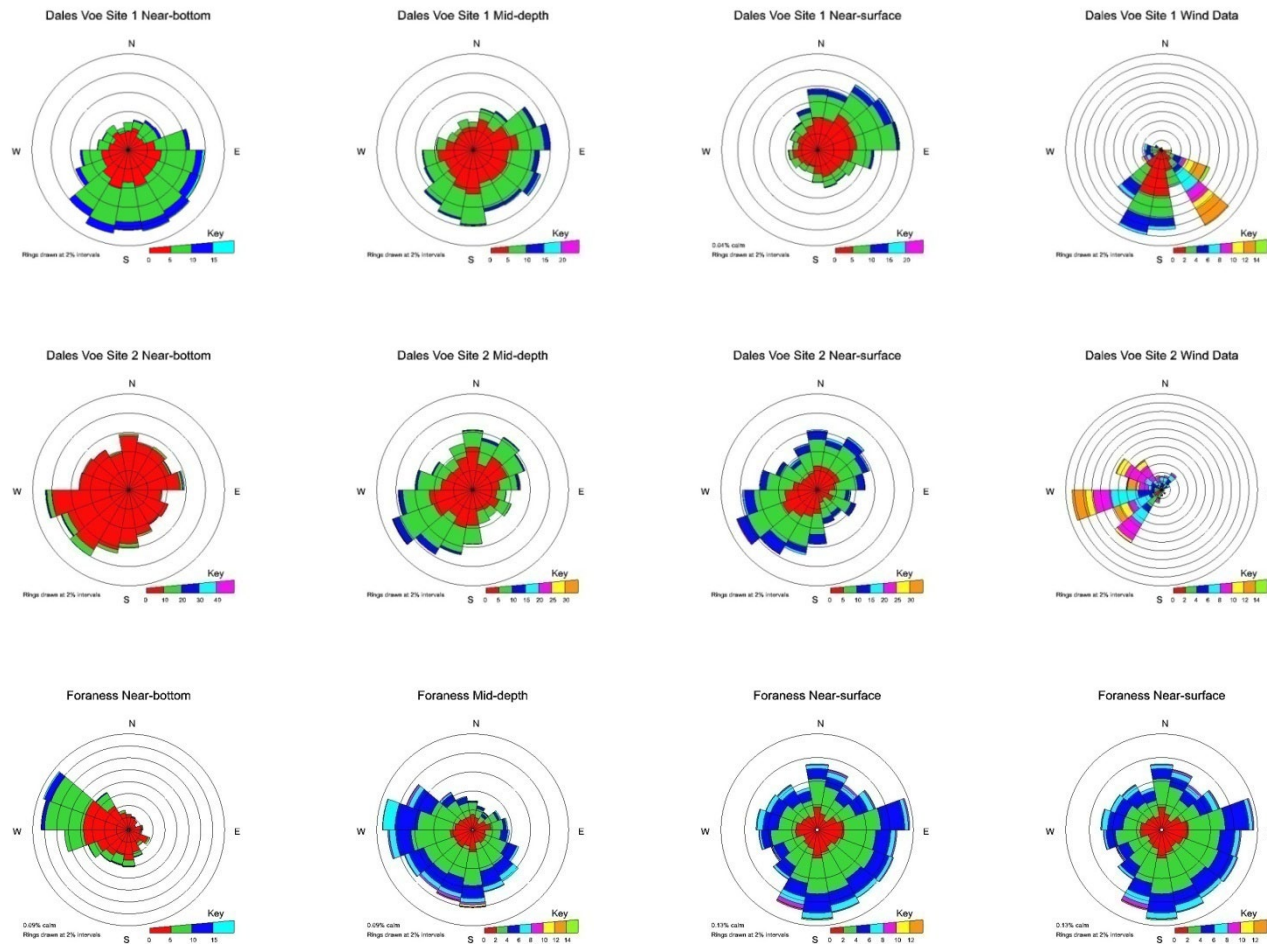 Dales Voe Site 1 Near-bottom
N
W
E
S
Key
Rings drawn at 2% intervals
0 5 10 15
Dales Voe Site 1 Mid-depth
N
W
E
S
Key
Rings drawn at 2% intervals
0 5 10 15 20
Dales Voe Site 1 Near-surface
N
W
E
S
Key
0.04% calm
Rings drawn at 2% intervals
0 5 10 15 20
Dales Voe Site 1 Wind Data
N
W
E
S
Key
Rings drawn at 2% intervals
0 2 4 6 8 10 12 14
Dales Voe Site 2 Near-bottom
N
W
E
S
Key
Rings drawn at 2% intervals
0 10 20 30 40
Dales Voe Site 2 Mid-depth
N
W
E
S
Key
Rings drawn at 2% intervals
0 5 10 15 20 25 30
Dales Voe Site 2 Near-surface
N
W
E
S
Key
Rings drawn at 2% intervals
0 5 10 15 20 25 30
Dales Voe Site 2 Wind Data
N
W
E
S
Key
Rings drawn at 2% intervals
0 2 4 6 8 10 12 14
Foraness Near-bottom
N
W
E
S
Key
0.09% calm
Rings drawn at 2% intervals
0 5 10 15
Foraness Mid-depth
N
W
E
S
Key
0.09% calm
Rings drawn at 2% intervals
0 2 4 6 8 10 12 14
Foraness Near-surface
N
W
E
S
Key
0.13% calm
Rings drawn at 2% intervals
0 2 4 6 8 10 12
Foraness Near-surface
N
W
E
S
Key
0.13% calm
Rings drawn at 2% intervals
0 2 4 6 8 10 12